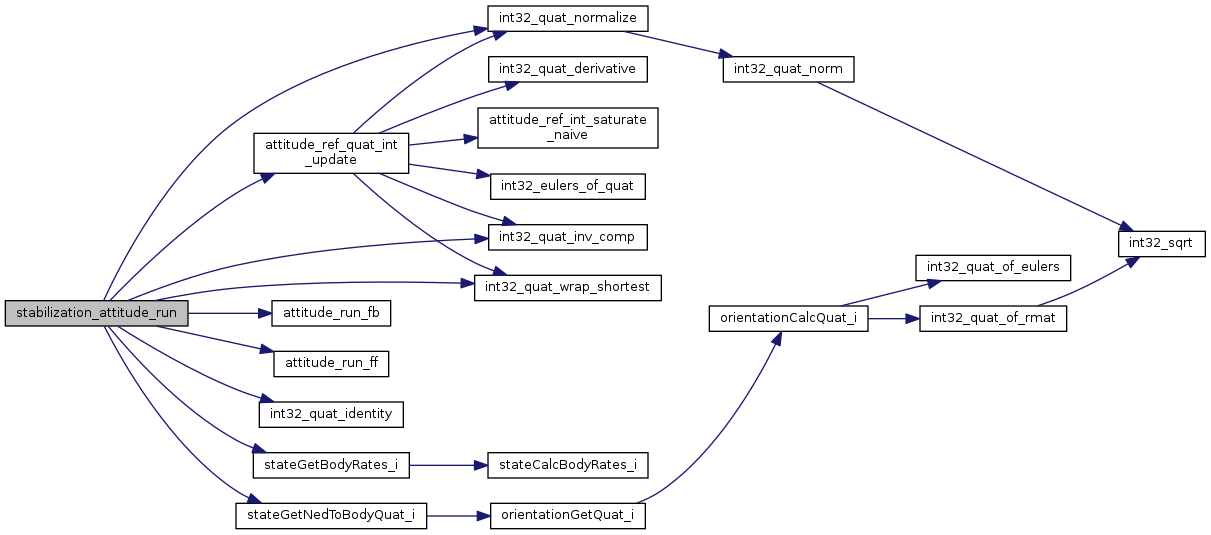 int32_quat_normalize
int32_quat_norm
int32_quat_derivative
attitude_ref_int_saturate
_naive
attitude_ref_quat_int
_update
int32_eulers_of_quat
int32_quat_inv_comp
int32_sqrt
int32_quat_wrap_shortest
int32_quat_of_eulers
stabilization_attitude_run
attitude_run_fb
orientationCalcQuat_i
int32_quat_of_rmat
attitude_run_ff
int32_quat_identity
stateGetBodyRates_i
stateCalcBodyRates_i
stateGetNedToBodyQuat_i
orientationGetQuat_i